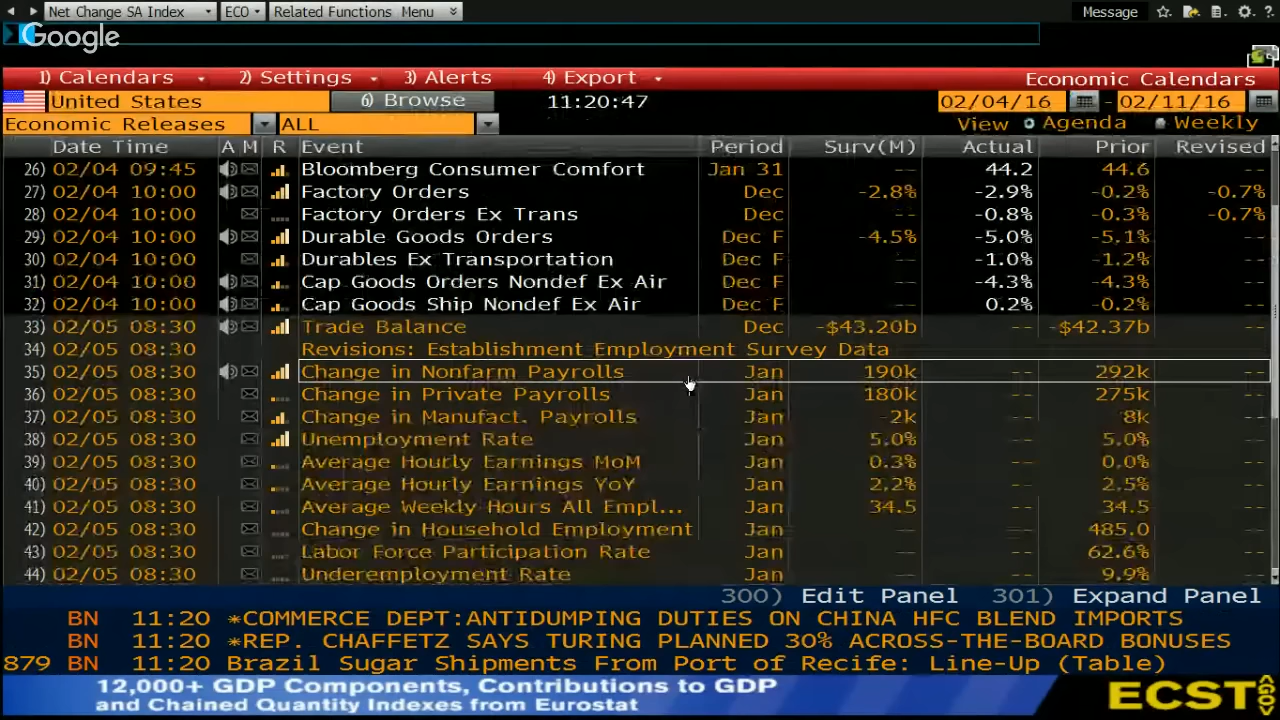 Net Change SA Index ECO Related Functions Menu Message
Google
1) Calendars 2) Settings 3) Alerts 4) Export Economic Calendars
United States 6) Browse 11:20:47 02/04/16 - 02/11/16
Economic Releases ALL View Agenda Weekly
Date Time A M R Event Period Surv(M) Actual Prior Revised
26) 02/04 09:45 Bloomberg Consumer Comfort Jan 31 -- 44.2 44.6 --
27) 02/04 10:00 Factory Orders Dec -2.8% -2.9% -0.2% -0.7%
28) 02/04 10:00 Factory Orders Ex Trans Dec -- -0.8% -0.3% -0.7%
29) 02/04 10:00 Durable Goods Orders Dec F -4.5% -5.0% -5.1% --
30) 02/04 10:00 Durables Ex Transportation Dec F -- -1.0% -1.2% --
31) 02/04 10:00 Cap Goods Orders Nondef Ex Air Dec F -- -4.3% -4.3% --
32) 02/04 10:00 Cap Goods Ship Nondef Ex Air Dec F -- 0.2% -0.2% --
33) 02/05 08:30 Trade Balance Dec -$43.20b -- -$42.37b --
34) 02/05 08:30 Revisions: Establishment Employment Survey Data
35) 02/05 08:30 Change in Nonfarm Payrolls Jan 190k -- 292k --
36) 02/05 08:30 Change in Private Payrolls Jan 180k -- 275k --
37) 02/05 08:30 Change in Manufact. Payrolls Jan -2k -- 8k --
38) 02/05 08:30 Unemployment Rate Jan 5.0% -- 5.0% --
39) 02/05 08:30 Average Hourly Earnings MoM Jan 0.3% -- 0.0% --
40) 02/05 08:30 Average Hourly Earnings YoY Jan 2.2% -- 2.5% --
41) 02/05 08:30 Average Weekly Hours All Empl... Jan 34.5 -- 34.5 --
42) 02/05 08:30 Change in Household Employment Jan -- -- 485.0 --
43) 02/05 08:30 Labor Force Participation Rate Jan -- -- 62.6% --
44) 02/05 08:30 Underemployment Rate Jan -- -- 9.9% --
300) Edit Panel 301) Expand Panel
BN 11:20 *COMMERCE DEPT:ANTIDUMPING DUTIES ON CHINA HFC BLEND IMPORTS
BN 11:20 *REP. CHAFFETZ SAYS TURING PLANNED 30% ACROSS-THE-BOARD BONUSES
879 BN 11:20 Brazil Sugar Shipments From Port of Recife: Line-Up (Table)
12,000+ GDP Components, Contributions to GDP
and Chained Quantity Indexes from Eurostat
ECST